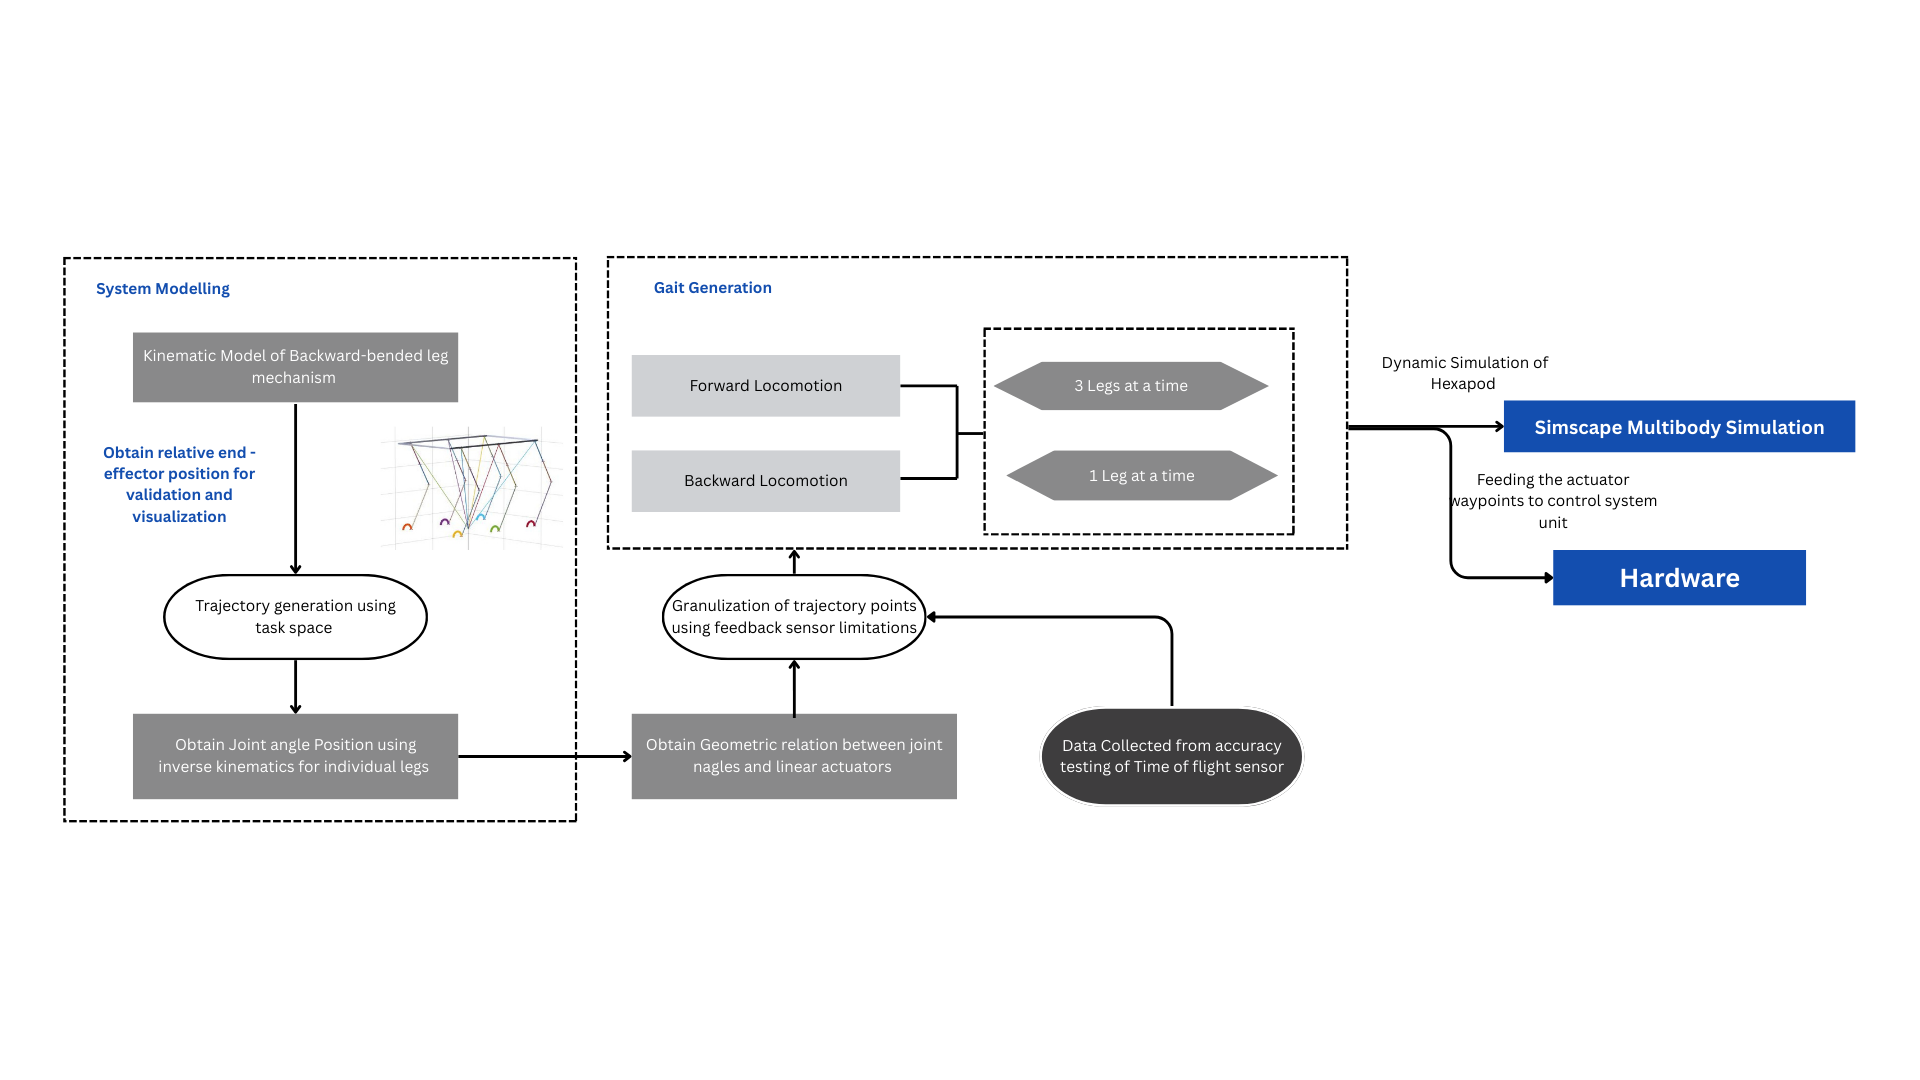 System Modelling
Kinematic Model of Backward-bended leg
mechanism
Obtain relative end -
effector position for
validation and
visualization
Trajectory generation using
task space
Obtain Joint angle Position using
inverse kinematics for individual legs
Gait Generation
Forward Locomotion
Backward Locomotion
3 Legs at a time
1 Leg at a time
Granulization of trajectory points
using feedback sensor limitations
Obtain Geometric relation between joint
nagles and linear actuators
Data Collected from accuracy
testing of Time of flight sensor
Dynamic Simulation of
Hexapod
Simscape Multibody Simulation
Feeding the actuator
waypoints to control system
unit
Hardware